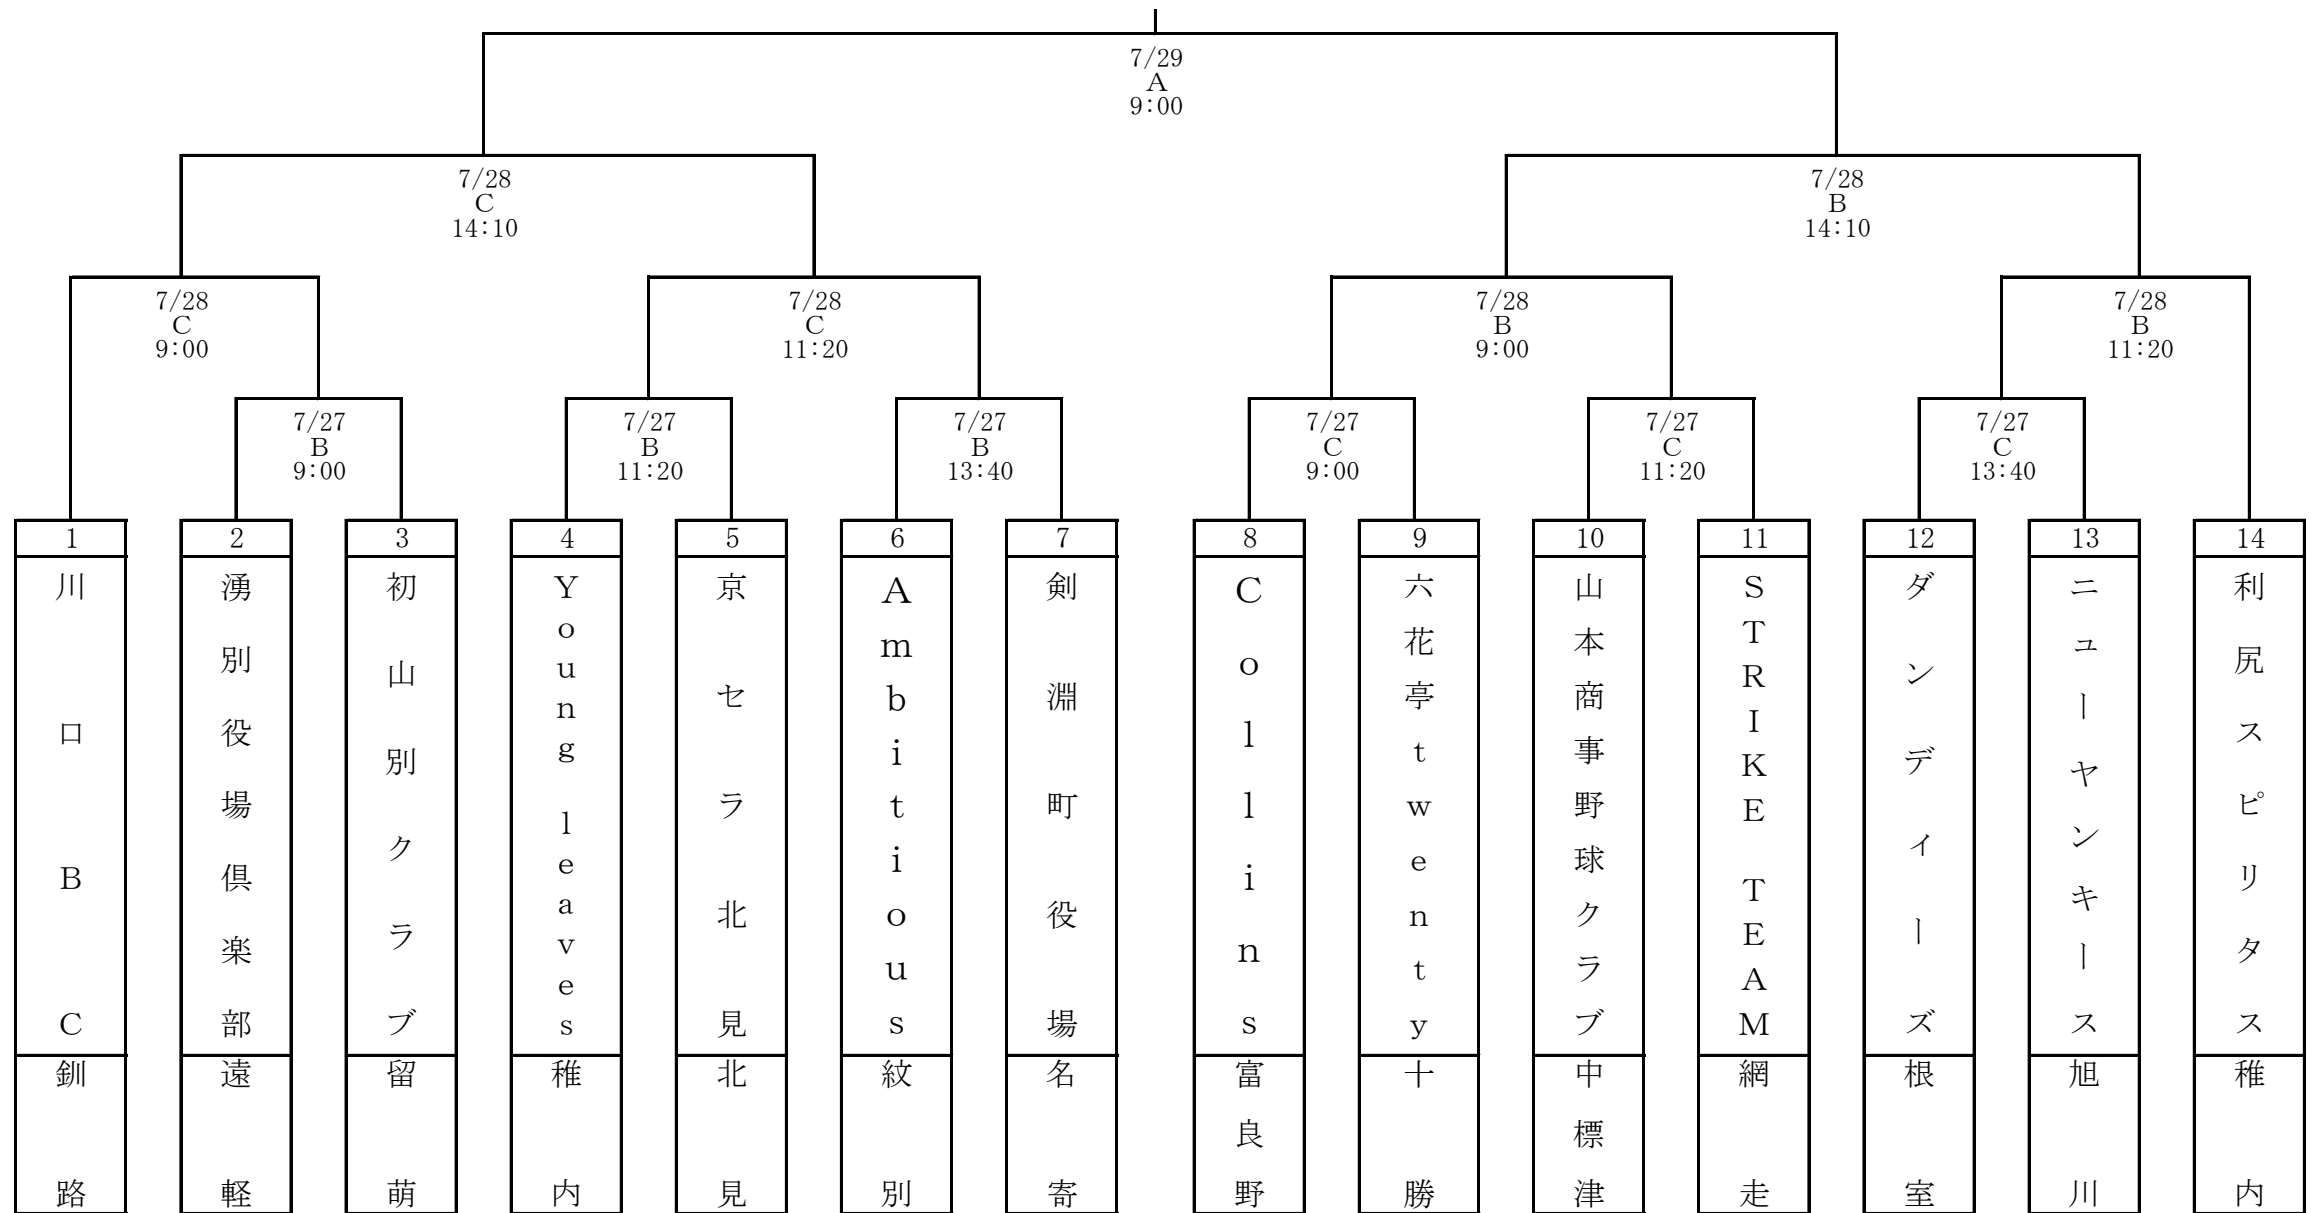 7/29
A
9:00
7/28
C
14:10
7/28
B
14:10
7/28
C
9:00
7/28
C
11:20
7/28
B
9:00
7/28
B
11:20
7/27
B
9:00
7/27
B
11:20
7/27
B
13:40
7/27
C
9:00
7/27
C
11:20
7/27
C
13:40
1
川口BC
釧路
2
湧別役場倶楽部
遠軽
3
初山別クラブ
留萌
4
Young leaves
稚内
5
京セラ北見
北見
6
Ambitious
紋別
7
剣淵町役場
名寄
8
Collins
富良野
9
六花亭twenty
十勝
10
山本商事野球クラブ
中標津
11
STRIKE TEAM
網走
12
ダンディーズ
根室
13
ニューヤンキース
旭川
14
利尻スピリタス
稚内